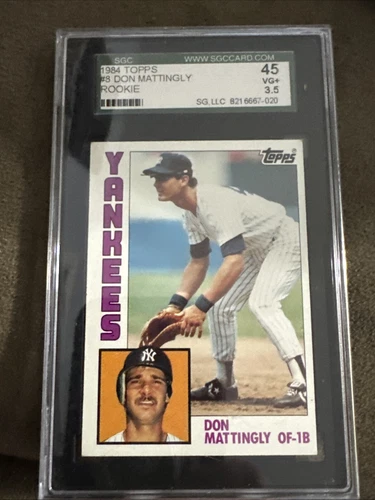 SGC
WWW.SGCCARD.COM
1984 TOPPS
#8 DON MATTINGLY
ROOKIE
45
VG+
3.5
SG,LLC 8216667-020
Topps
YANKEES
NY
DON
MATTINGLY OF-1B